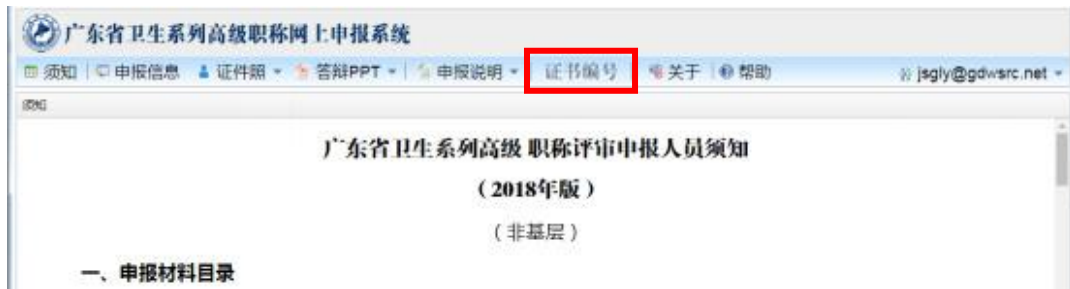 广东省卫生系列高级职称网上申报系统
须知 申报信息 证件照 答辩PPT 申报说明 证书编号 关于 帮助 jsgly@gdwsrc.net
须知
广东省卫生系列高级 职称评审申报人员须知
（2018年版）
（非基层）
一、申报材料目录